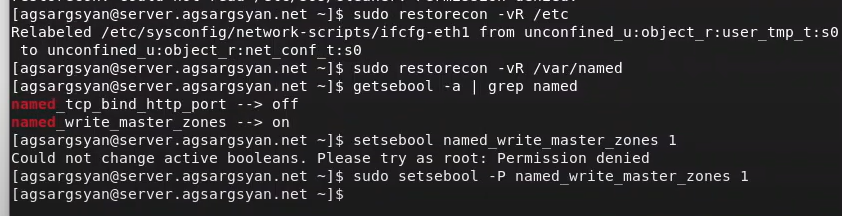 [agsargsyan@server.agsargsyan.net ~]$ sudo restorecon -vR /etc
Relabeled /etc/sysconfig/network-scripts/ifcfg-eth1 from unconfined_u:object_r:user_tmp_t:s0
 to unconfined_u:object_r:net_conf_t:s0
[agsargsyan@server.agsargsyan.net ~]$ sudo restorecon -vR /var/named
[agsargsyan@server.agsargsyan.net ~]$ getsebool -a | grep named
named_tcp_bind_http_port --> off
named_write_master_zones --> on
[agsargsyan@server.agsargsyan.net ~]$ setsebool named_write_master_zones 1
Could not change active booleans. Please try as root: Permission denied
[agsargsyan@server.agsargsyan.net ~]$ sudo setsebool -P named_write_master_zones 1
[agsargsyan@server.agsargsyan.net ~]$